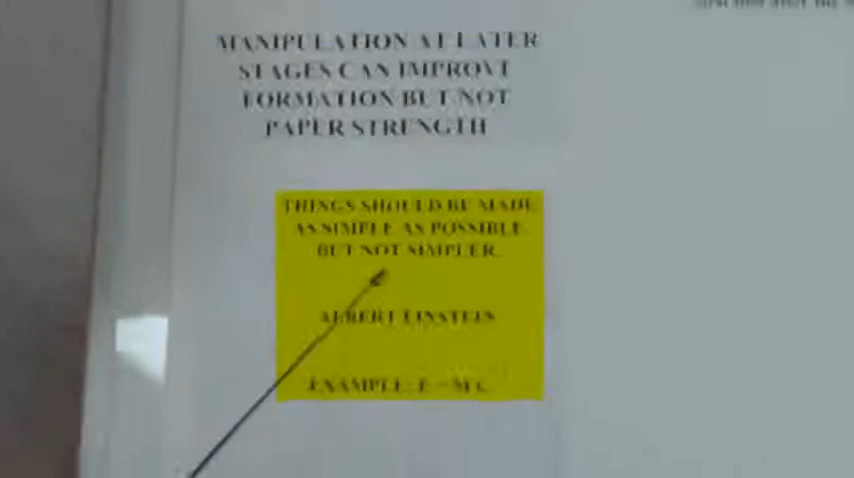 MANIPULATION AT LATER
STAGES CAN IMPROVE
FORMATION BUT NOT
PAPER STRENGTH
THINGS SHOULD BE MADE
AS SIMPLE AS POSSIBLE
BUT NOT SIMPLER.
ALBERT EINSTEIN
EXAMPLE: E = M C